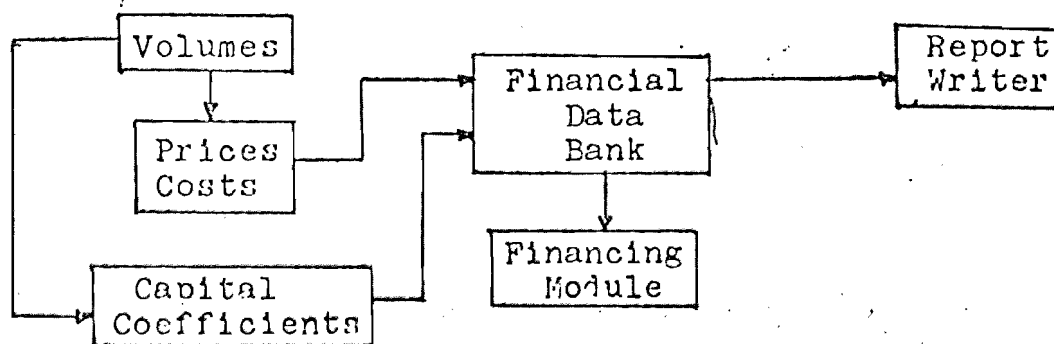 Volumes
Prices
Costs
Capital
Coefficients
Financial
Data
Bank
Financing
Module
Report
Writer